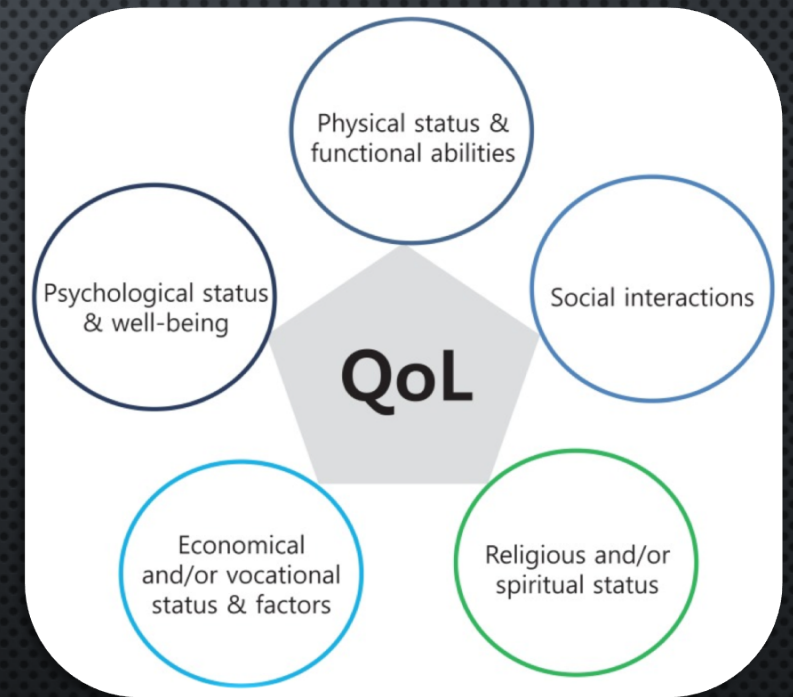 Physical status &
functional abilities
Psychological status
& well-being
Social interactions
QoL
Economical
and/or vocational
status & factors
Religious and/or
spiritual status